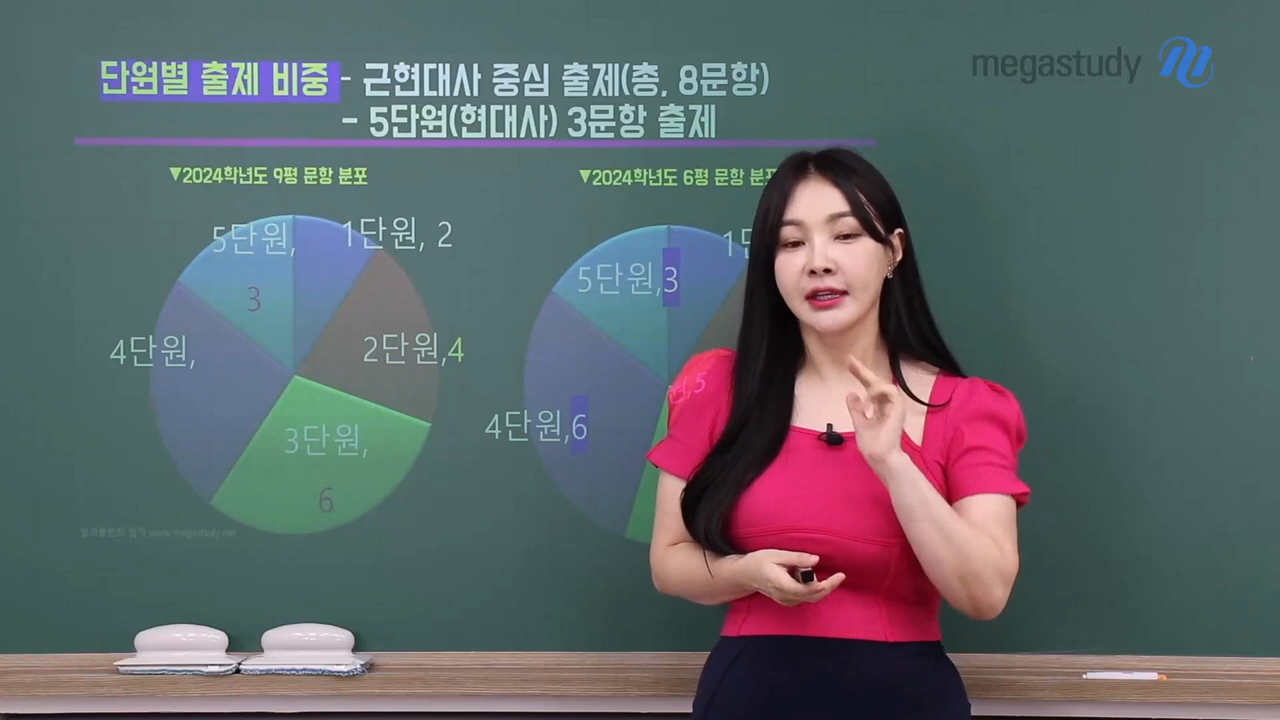 megastudy
단원별 출제 비중 - 근현대사 중심 출제(총, 8문항)
- 5단원(현대사) 3문항 출제
▼2024학년도 9평 문항 분포
5단원, 3
1단원, 2
2단원,4
4단원,
3단원, 6
▼2024학년도 6평 문항 분포
5단원,3
4단원,6
,5
www.megastudy.net